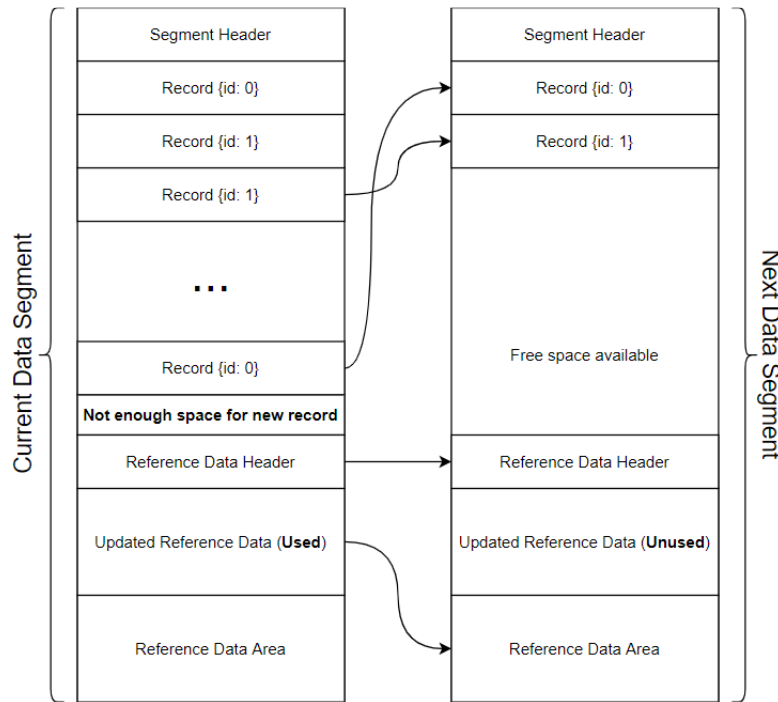 Current Data Segment
Segment Header
Record {id: 0}
Record {id: 1}
Record {id: 1}
...
Record {id: 0}
Not enough space for new record
Reference Data Header
Updated Reference Data (Used)
Reference Data Area
Segment Header
Record {id: 0}
Record {id: 1}
Free space available
Reference Data Header
Updated Reference Data (Unused)
Reference Data Area
Next Data Segment